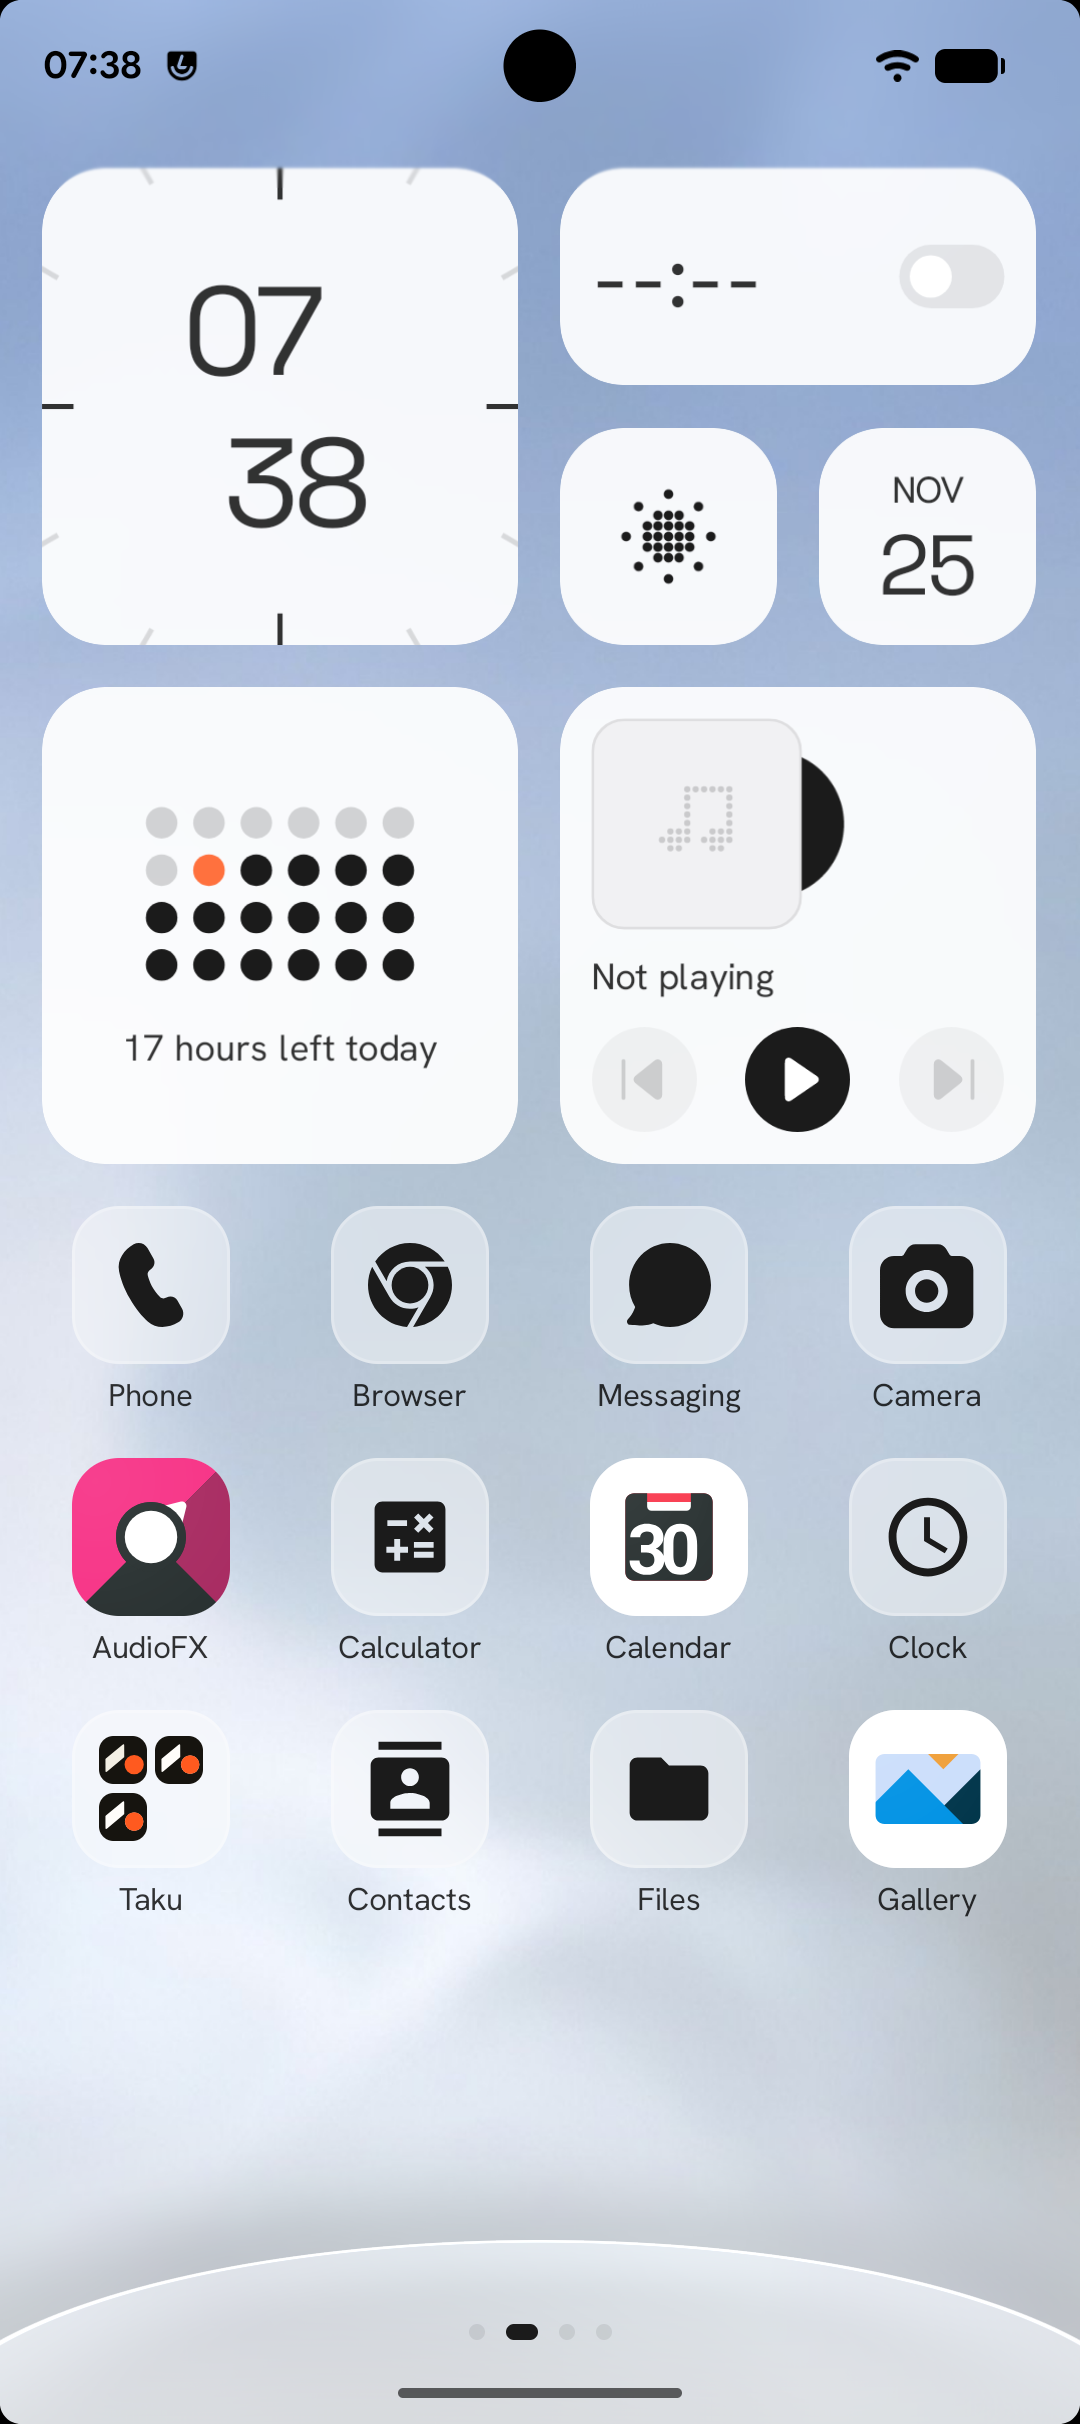 07:38
07
38
--:--
NOV
25
17 hours left today
Not playing
Phone
Browser
Messaging
Camera
30
AudioFX
Calculator
Calendar
Clock
Taku
Contacts
Files
Gallery